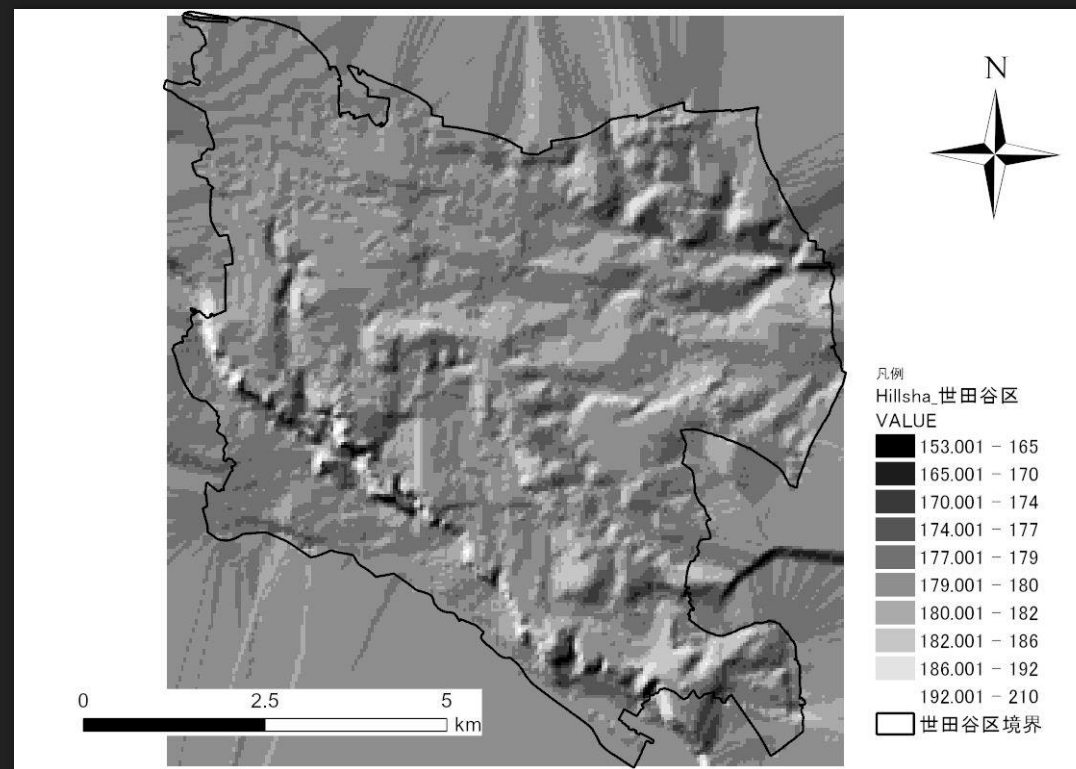 N
凡例
Hillsha_世田谷区
VALUE
153.001 - 165
165.001 - 170
170.001 - 174
174.001 - 177
177.001 - 179
179.001 - 180
180.001 - 182
182.001 - 186
186.001 - 192
192.001 - 210
世田谷区境界
0 2.5 5
km